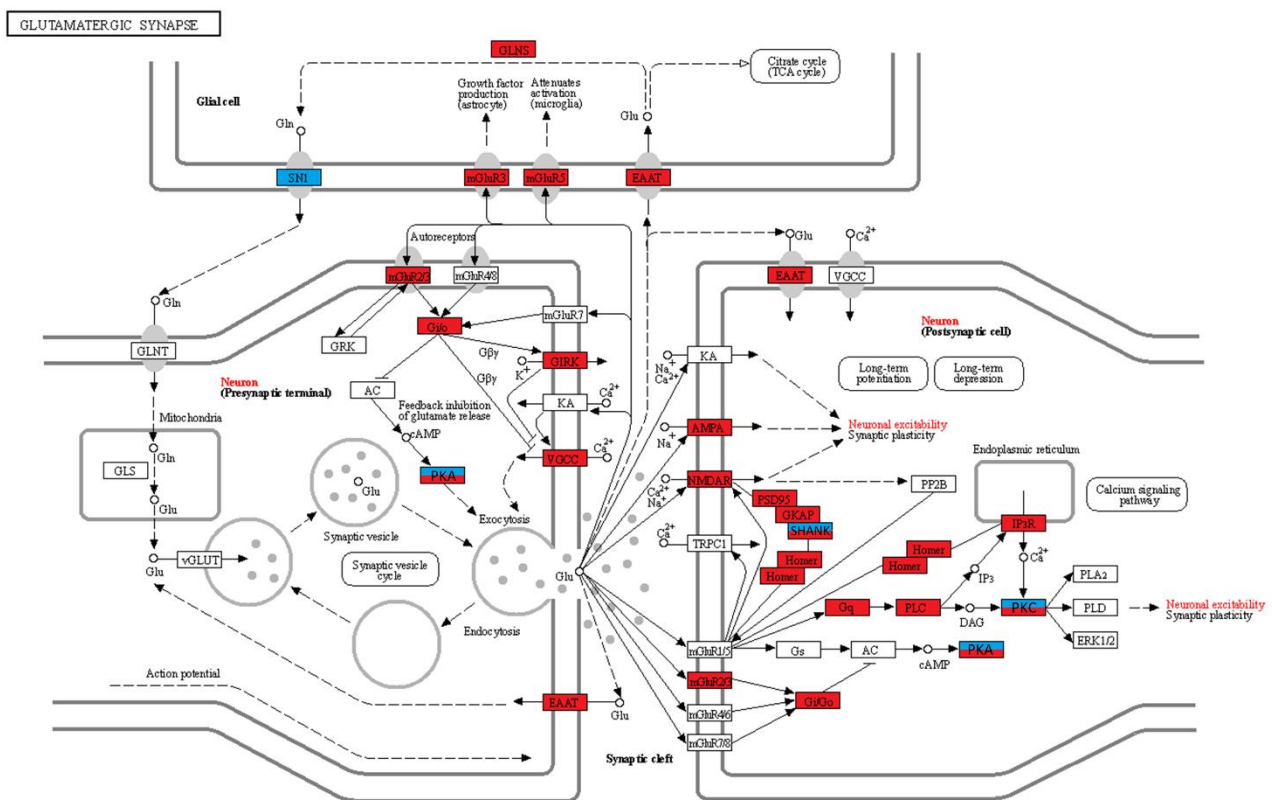 GLUTAMATERGIC SYNAPSE
GLNS
Citrate cycle
(TCA cycle)
Glial cell
Growth factor
production
(astrocyte)
Attenuates
activation
(microglia)
Gln
Glu
SN1
mGluR3
mGluR5
EAAT
Autoreceptors
Glu
Ca2+
mGluR2/3
mGluR4/8
EAAT
VGCC
Gln
mGluR7
Gi/o
Neuron
(Postsynaptic cell)
GRK
GLNT
Gβγ
K+
GIRK
KA
Na+
Ca2+
Neuron
(Presynaptic terminal)
AC
Gβγ
KA
Ca2+
Long-term
potentiation
Long-term
depression
Feedback inhibition
of glutamate release
Mitochondria
cAMP
Na+
AMPA
Neuronal excitability
Synaptic plasticity
Gln
GLS
VGCC
Ca2+
Endoplasmic reticulum
PKA
Glu
Ca2+
Na+
NMDAR
PP2B
Calcium signaling
pathway
PSD95
GKAP
SHANK
Glu
Exocytosis
IP3R
Synaptic vesicle
Ca2+
TRPC1
Homer
Homer
Homer
Homer
Ca2+
Glu
vGLUT
Synaptic vesicle
cycle
Glu
IP3
PLA2
Gq
PLC
DAG
PKC
PLD
Neuronal excitability
Synaptic plasticity
Endocytosis
ERK1/2
mGluR1/5
Gs
AC
cAMP
PKA
Action potential
mGluR2/3
EAAT
Glu
Gi/Go
mGluR4/6
mGluR7/8
Synaptic cleft